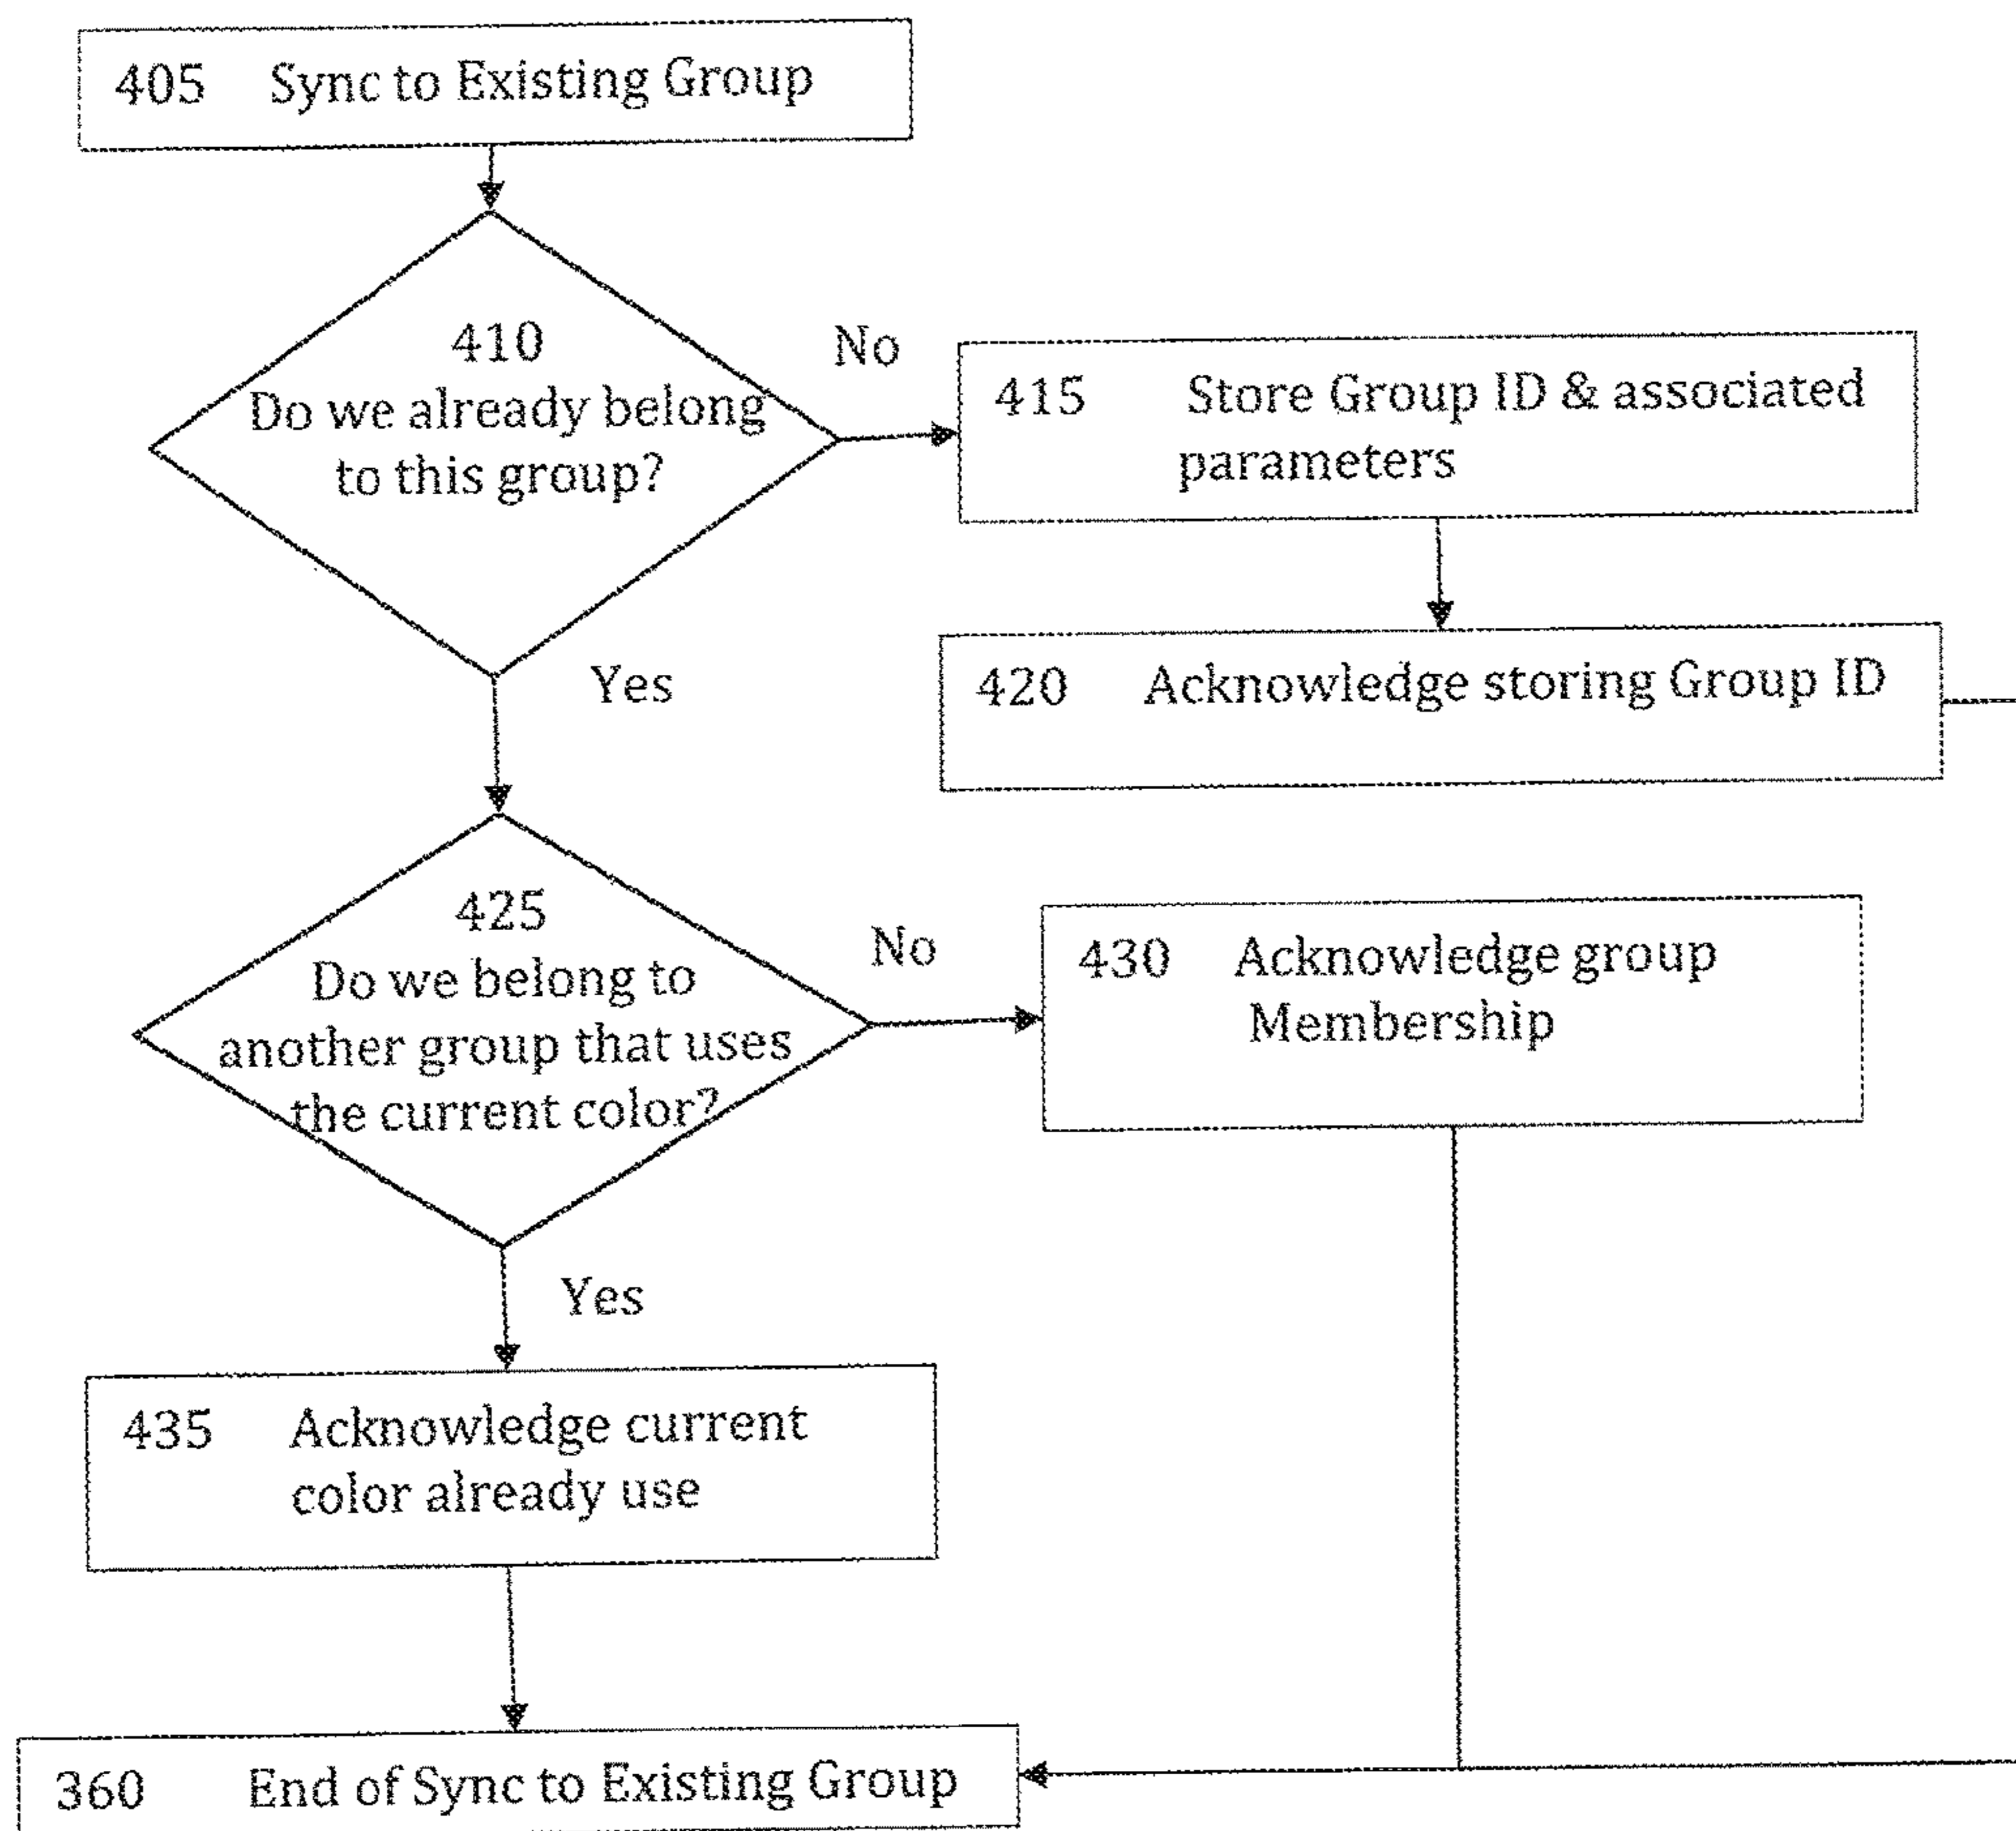 405 Sync to Existing Group
410
Do we already belong
to this group?
No
415 Store Group ID & associated
parameters
Yes
420 Acknowledge storing Group ID
425
Do we belong to
another group that uses
the current color?
No
430 Acknowledge group
Membership
Yes
435 Acknowledge current
color already use
360 End of Sync to Existing Group